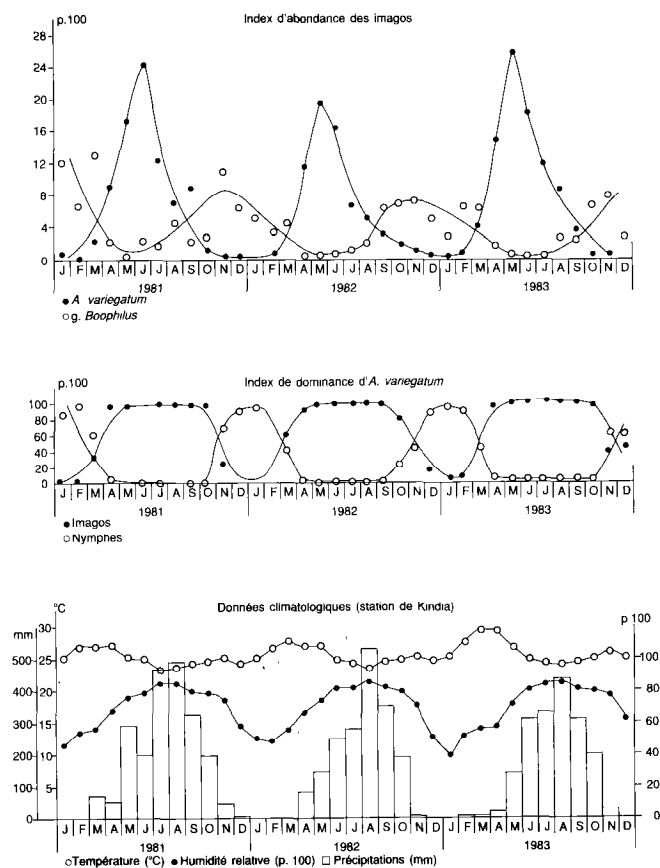 Index d'abondance des imagos
p.100
28
24
20
16
12
8
4
0
J F M A M J J A S O N D J F M A M J J A S O N D J F M A M J J A S O N D
1981 1982 1983
● A. variegatum
○ g. Boophilus
Index de dominance d'A. variegatum
p.100
100
80
60
40
20
0
J F M A M J J A S O N D J F M A M J J A S O N D J F M A M J J A S O N D
1981 1982 1983
● Imagos
○ Nymphes
Données climatologiques (station de Kindia)
°C
mm
p 100
30
500 25
400 20
300 15
200 10
100 5
0
100
80
60
40
20
0
J F M A M J J A S O N D J F M A M J J A S O N D J F M A M J J A S O N D
1981 1982 1983
○ Température (°C) ● Humidité relative (p. 100) □ Précipitations (mm)